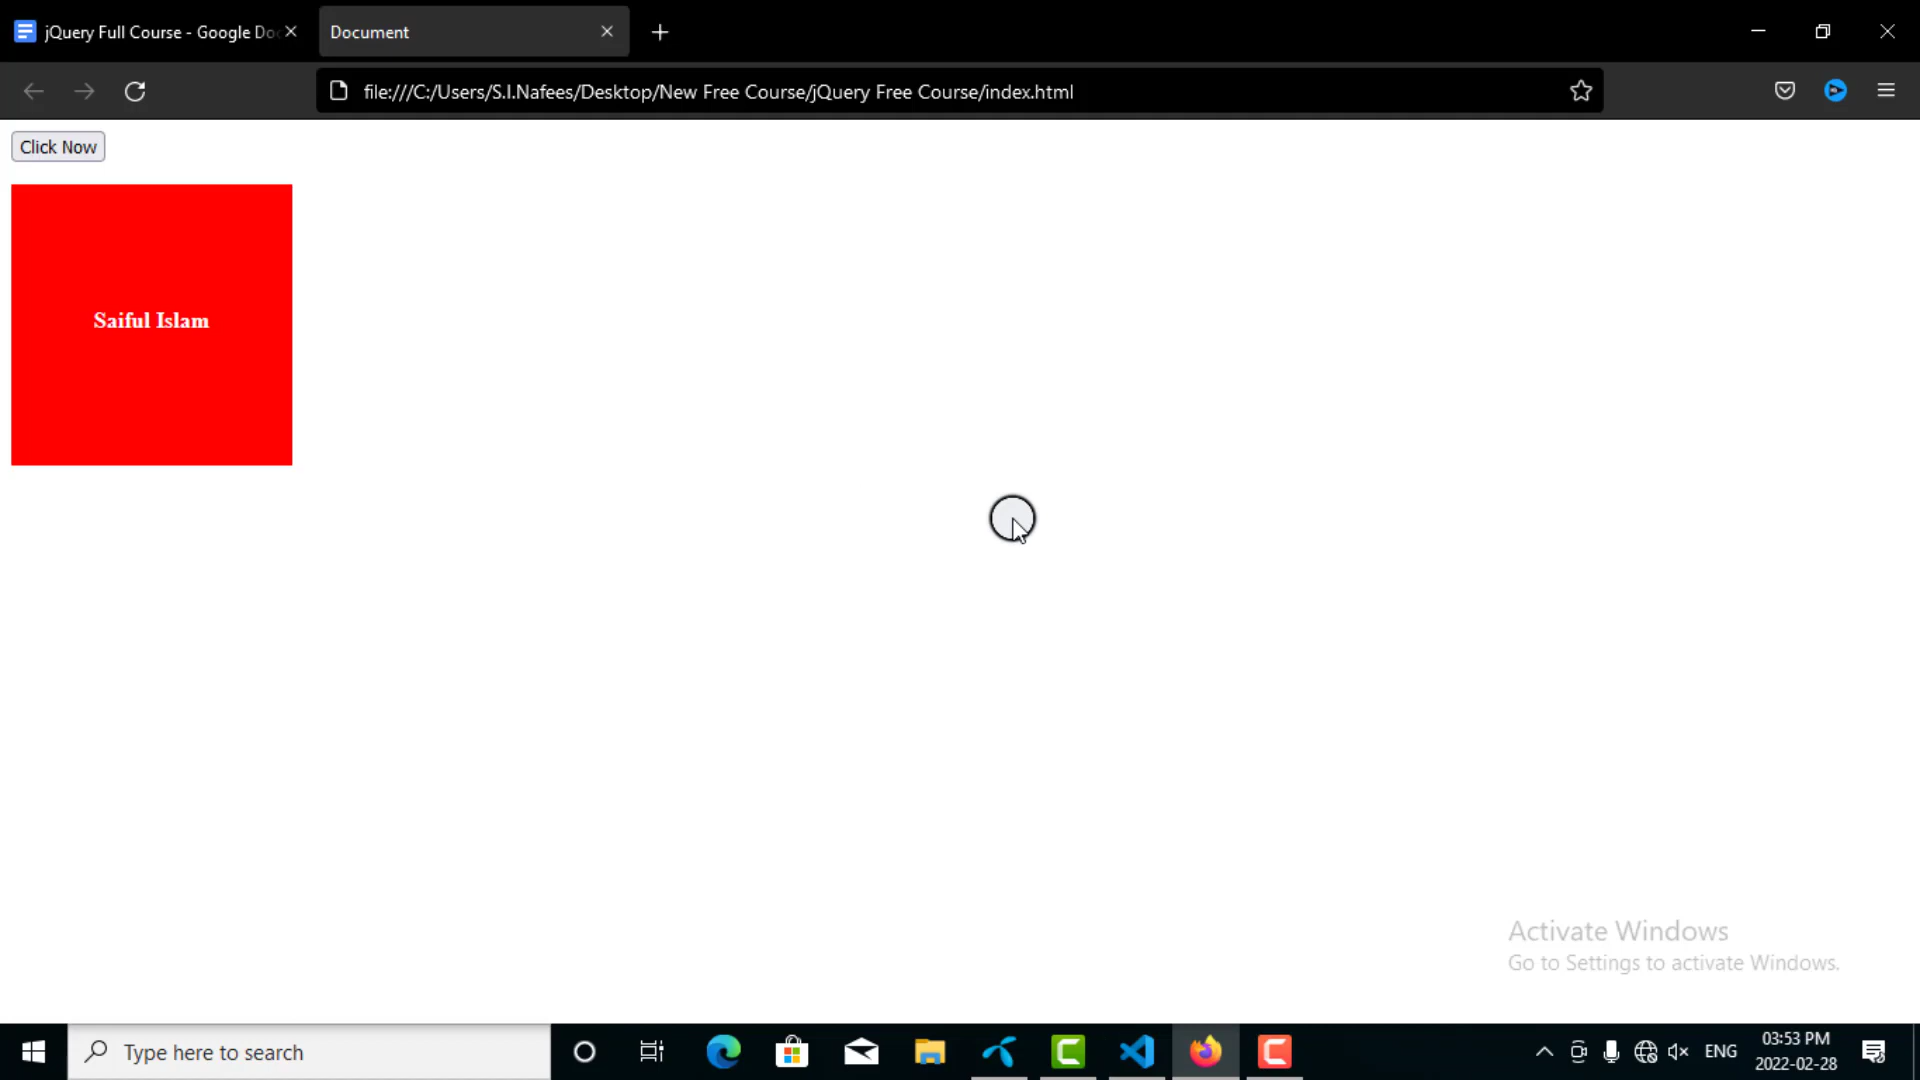 jQuery Full Course - Google Do
Document
file:///C:/Users/S.I.Nafees/Desktop/New Free Course/jQuery Free Course/index.html
Click Now
Saiful Islam
Activate Windows
Go to Settings to activate Windows.
Type here to search
ENG
03:53 PM
2022-02-28